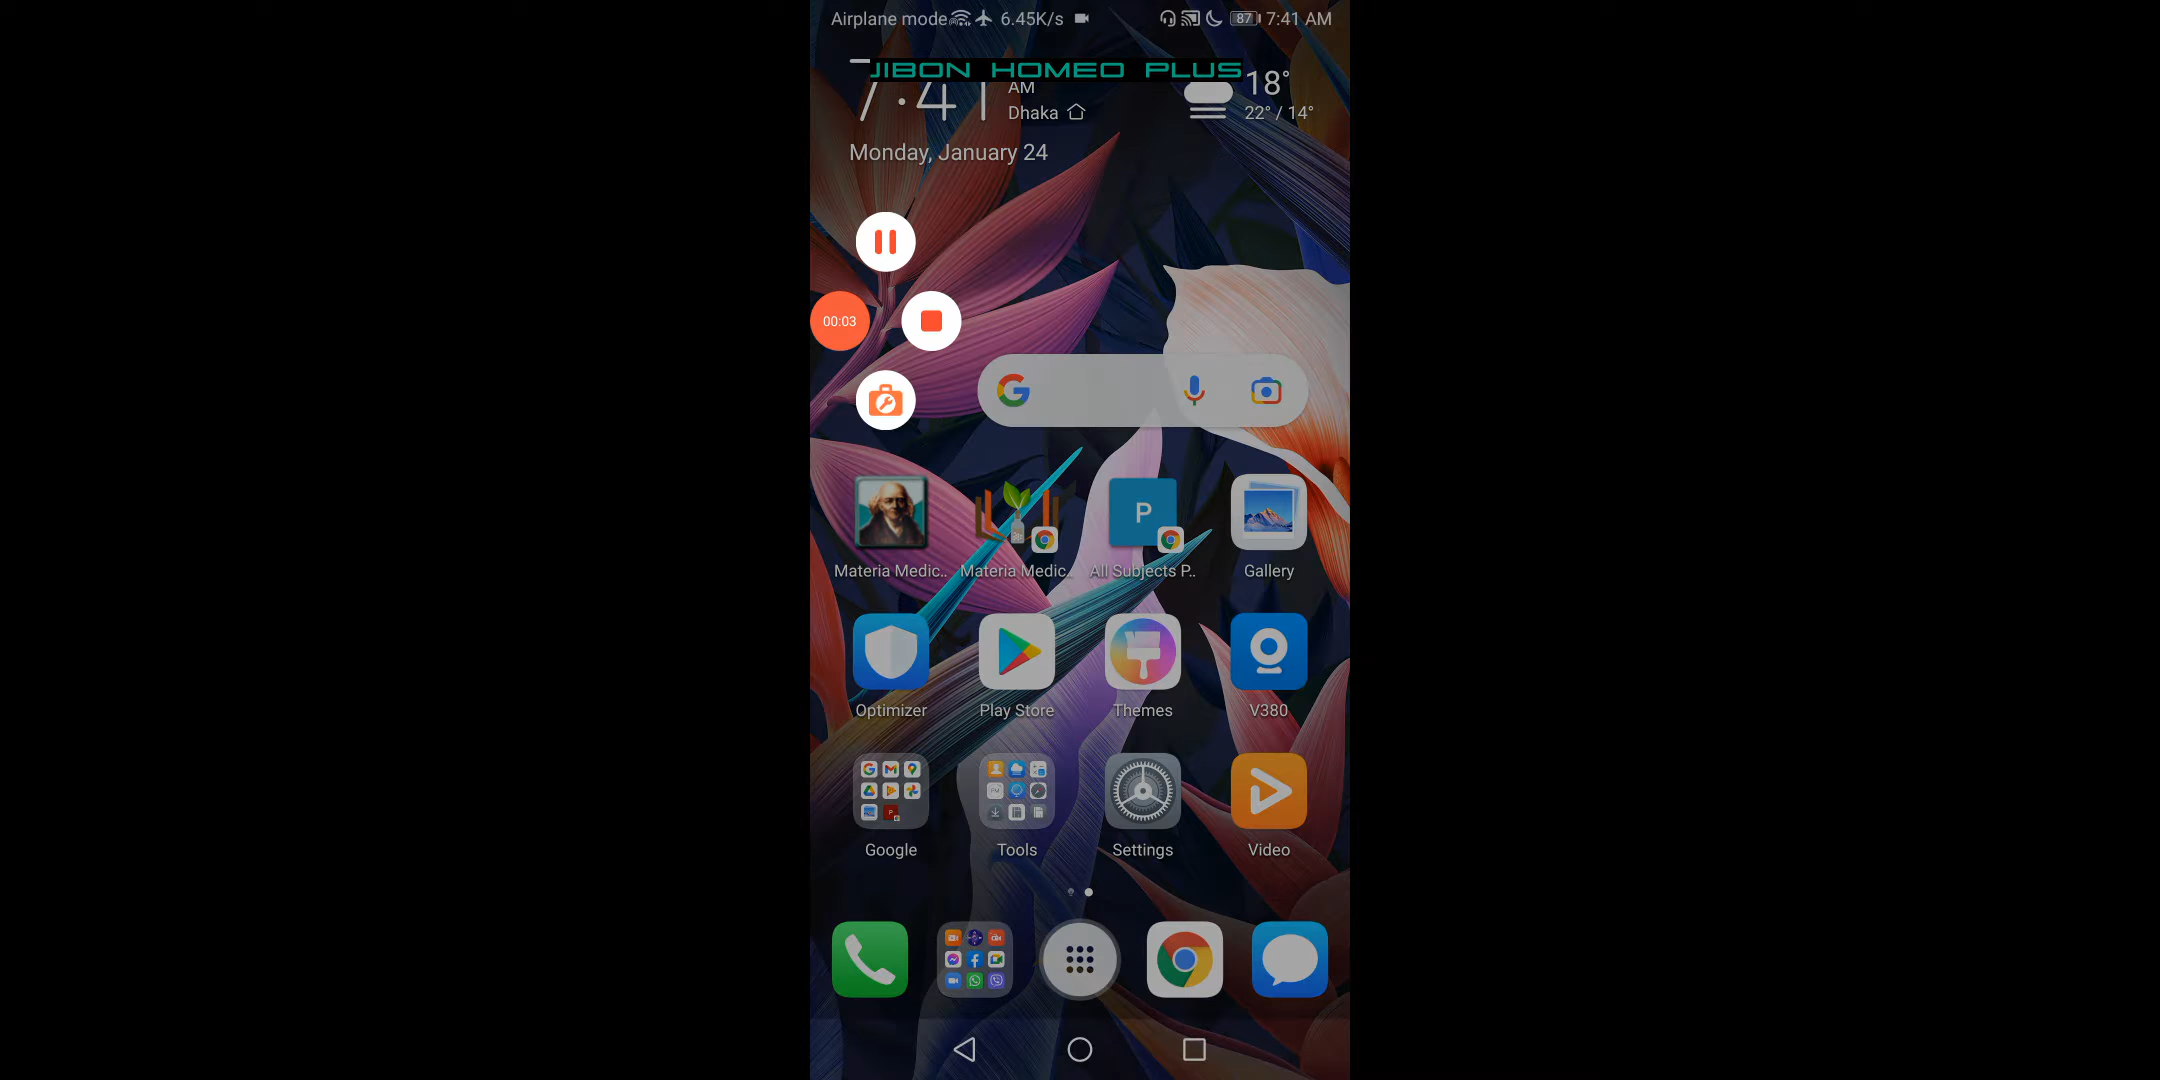 Airplane mode 6.45K/s 87 7:41 AM
JIBON HOMEO PLUS
7:41 AM
Dhaka
18°
22° / 14°
Monday, January 24
00:03
Materia Medic..
Materia Medic..
All Subjects P..
Gallery
P
Optimizer
Play Store
Themes
V380
Google
Tools
Settings
Video